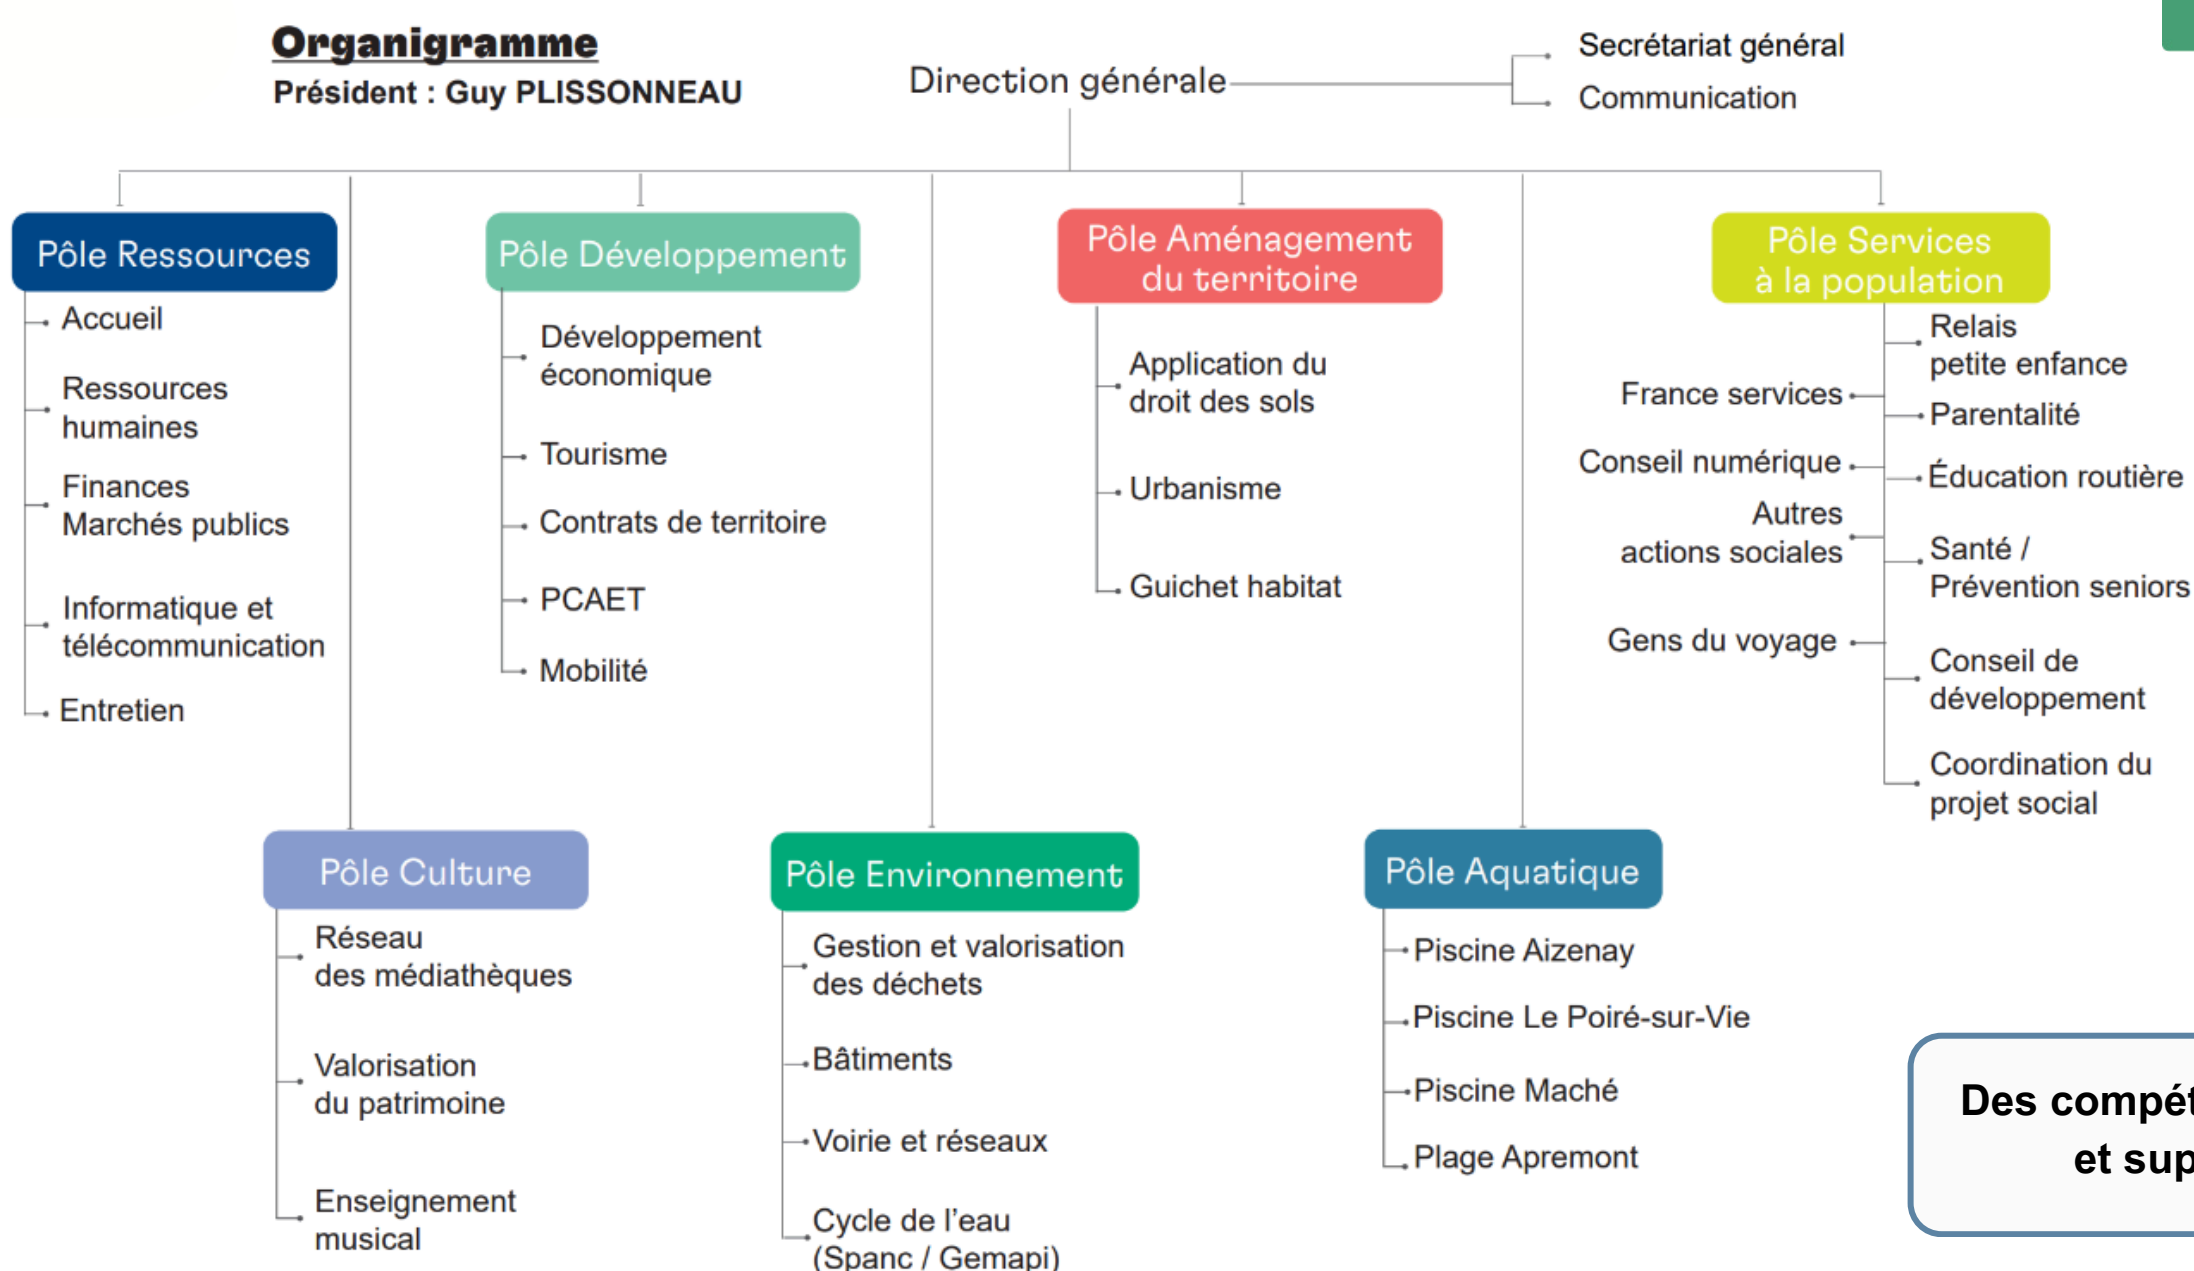 Organigramme
Président : Guy PLISSONNEAU
Direction générale
Secrétariat général
Communication
Pôle Ressources
Accueil
Ressources
humaines
Finances
Marchés publics
Informatique et
télécommunication
Entretien
Pôle Développement
Développement
économique
Tourisme
Contrats de territoire
PCAET
Mobilité
Pôle Aménagement
du territoire
Application du
droit des sols
Urbanisme
Guichet habitat
Pôle Services
à la population
France services
Conseil numérique
Autres
actions sociales
Gens du voyage
Relais
petite enfance
Parentalité
Éducation routière
Santé /
Prévention seniors
Conseil de
développement
Coordination du
projet social
Pôle Culture
Réseau
des médiathèques
Valorisation
du patrimoine
Enseignement
musical
Pôle Environnement
Gestion et valorisation
des déchets
Bâtiments
Voirie et réseaux
Cycle de l'eau
(Spanc / Gemapi)
Pôle Aquatique
Piscine Aizenay
Piscine Le Poiré-sur-Vie
Piscine Maché
Plage Apremont
Des
et